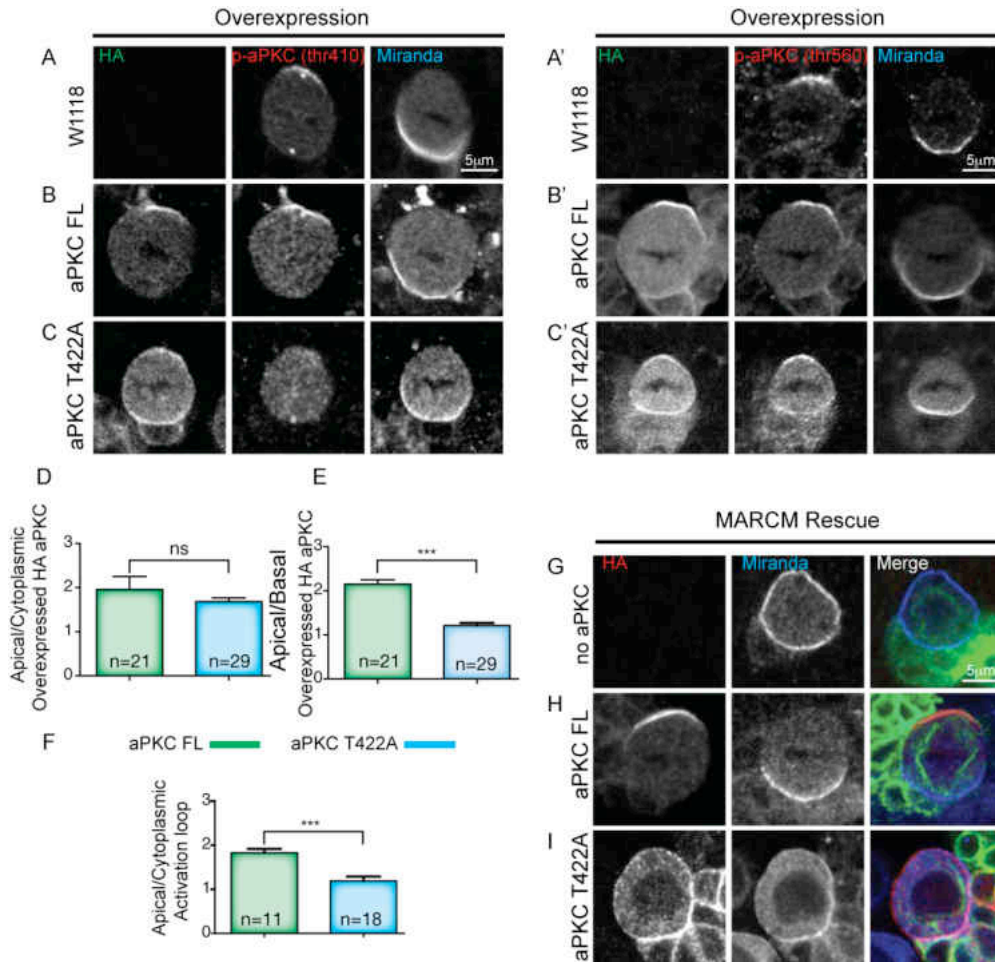 Overexpression
A
HA
p-aPKC (thr410)
Miranda
W1118
5μm
B
aPKC FL
C
aPKC T422A
Overexpression
A'
HA
p-aPKC (thr560)
Miranda
W1118
5μm
B'
aPKC FL
C'
aPKC T422A
D
Apical/Cytoplasmic
Overexpressed HA aPKC
3
2
1
0
ns
n=21
n=29
E
Apical/Basal
Overexpressed HA aPKC
3
2
1
0
***
n=21
n=29
aPKC FL
aPKC T422A
F
Apical/Cytoplasmic
Activation loop
3
2
1
0
***
n=11
n=18
MARCM Rescue
G
HA
Miranda
Merge
no aPKC
5μm
H
aPKC FL
I
aPKC T422A